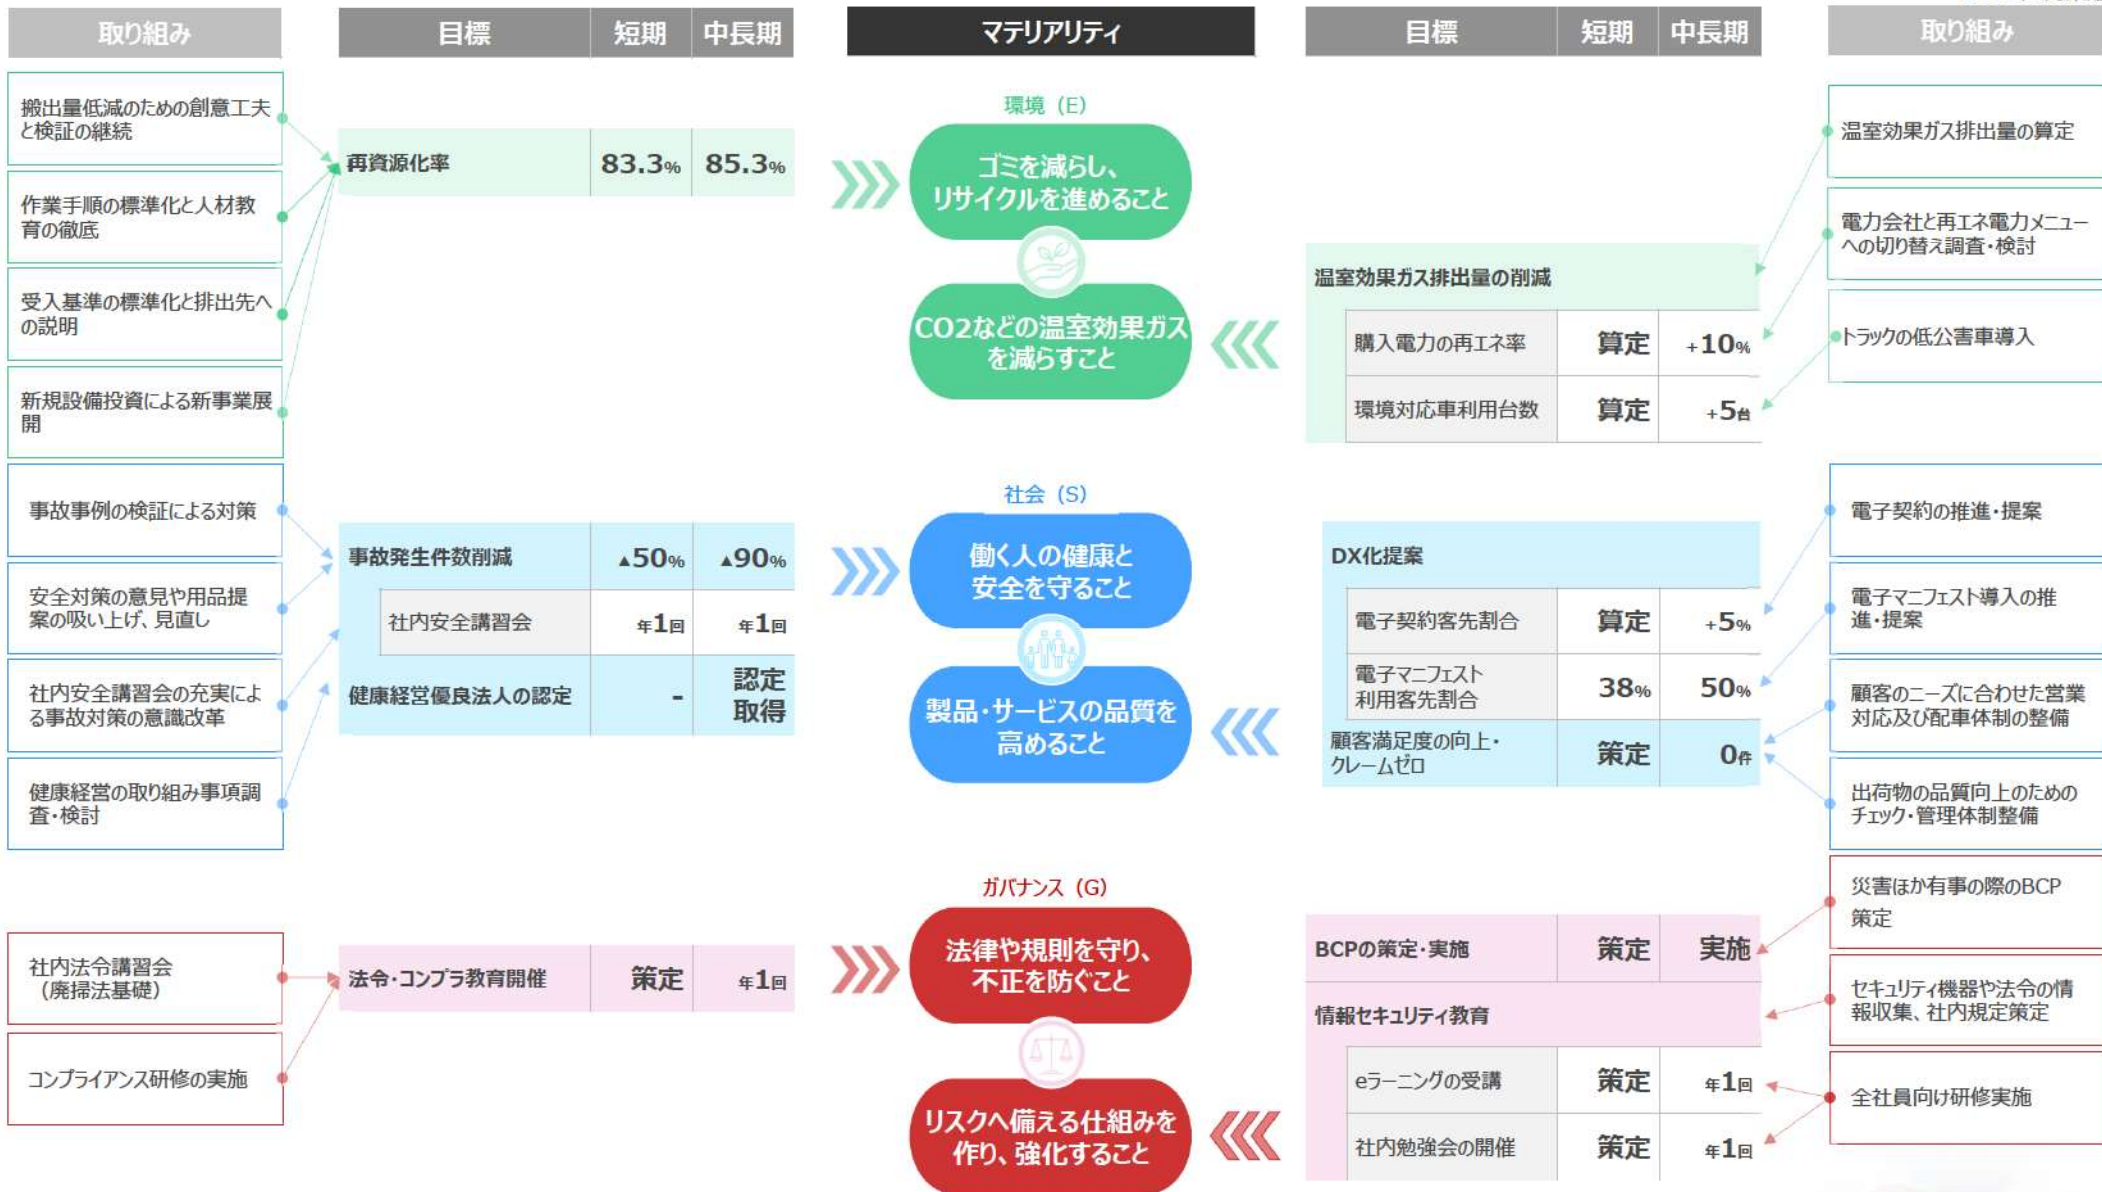 取り組み
目標 短期 中長期
マテリアリティ
目標 短期 中長期
取り組み
搬出量低減のための創意工夫
と検証の継続
作業手順の標準化と人材教
育の徹底
受入基準の標準化と排出先へ
の説明
新規設備投資による新事業展
開
再資源化率 83.3% 85.3%
環境 (E)
ゴミを減らし、
リサイクルを進めること
CO2などの温室効果ガス
を減らすこと
温室効果ガス排出量の削減
購入電力の再エネ率 算定 +10%
環境対応車利用台数 算定 +5台
温室効果ガス排出量の算定
電力会社と再エネ電力メニュー
への切り替え調査・検討
トラックの低公害車導入
事故事例の検証による対策
安全対策の意見や用品提
案の吸い上げ、見直し
社内安全講習会の充実によ
る事故対策の意識改革
健康経営の取り組み事項調
査・検討
事故発生件数削減 ▲50% ▲90%
社内安全講習会 年1回 年1回
健康経営優良法人の認定 - 認定
取得
社会 (S)
働く人の健康と
安全を守ること
製品・サービスの品質を
高めること
DX化提案
電子契約客先割合 算定 +5%
電子マニフェスト
利用客先割合 38% 50%
顧客満足度の向上・
クレームゼロ 策定 0件
電子契約の推進・提案
電子マニフェスト導入の推
進・提案
顧客のニーズに合わせた営業
対応及び配車体制の整備
出荷物の品質向上のための
チェック・管理体制整備
社内法令講習会
（廃掃法基礎）
コンプライアンス研修の実施
法令・コンプラ教育開催 策定 年1回
ガバナンス (G)
法律や規則を守り、
不正を防ぐこと
リスクへ備える仕組みを
作り、強化すること
BCPの策定・実施 策定 実施
情報セキュリティ教育
eラーニングの受講 策定 年1回
社内勉強会の開催 策定 年1回
災害ほか有事の際のBCP
策定
セキュリティ機器や法令の情
報収集、社内規定策定
全社員向け研修実施